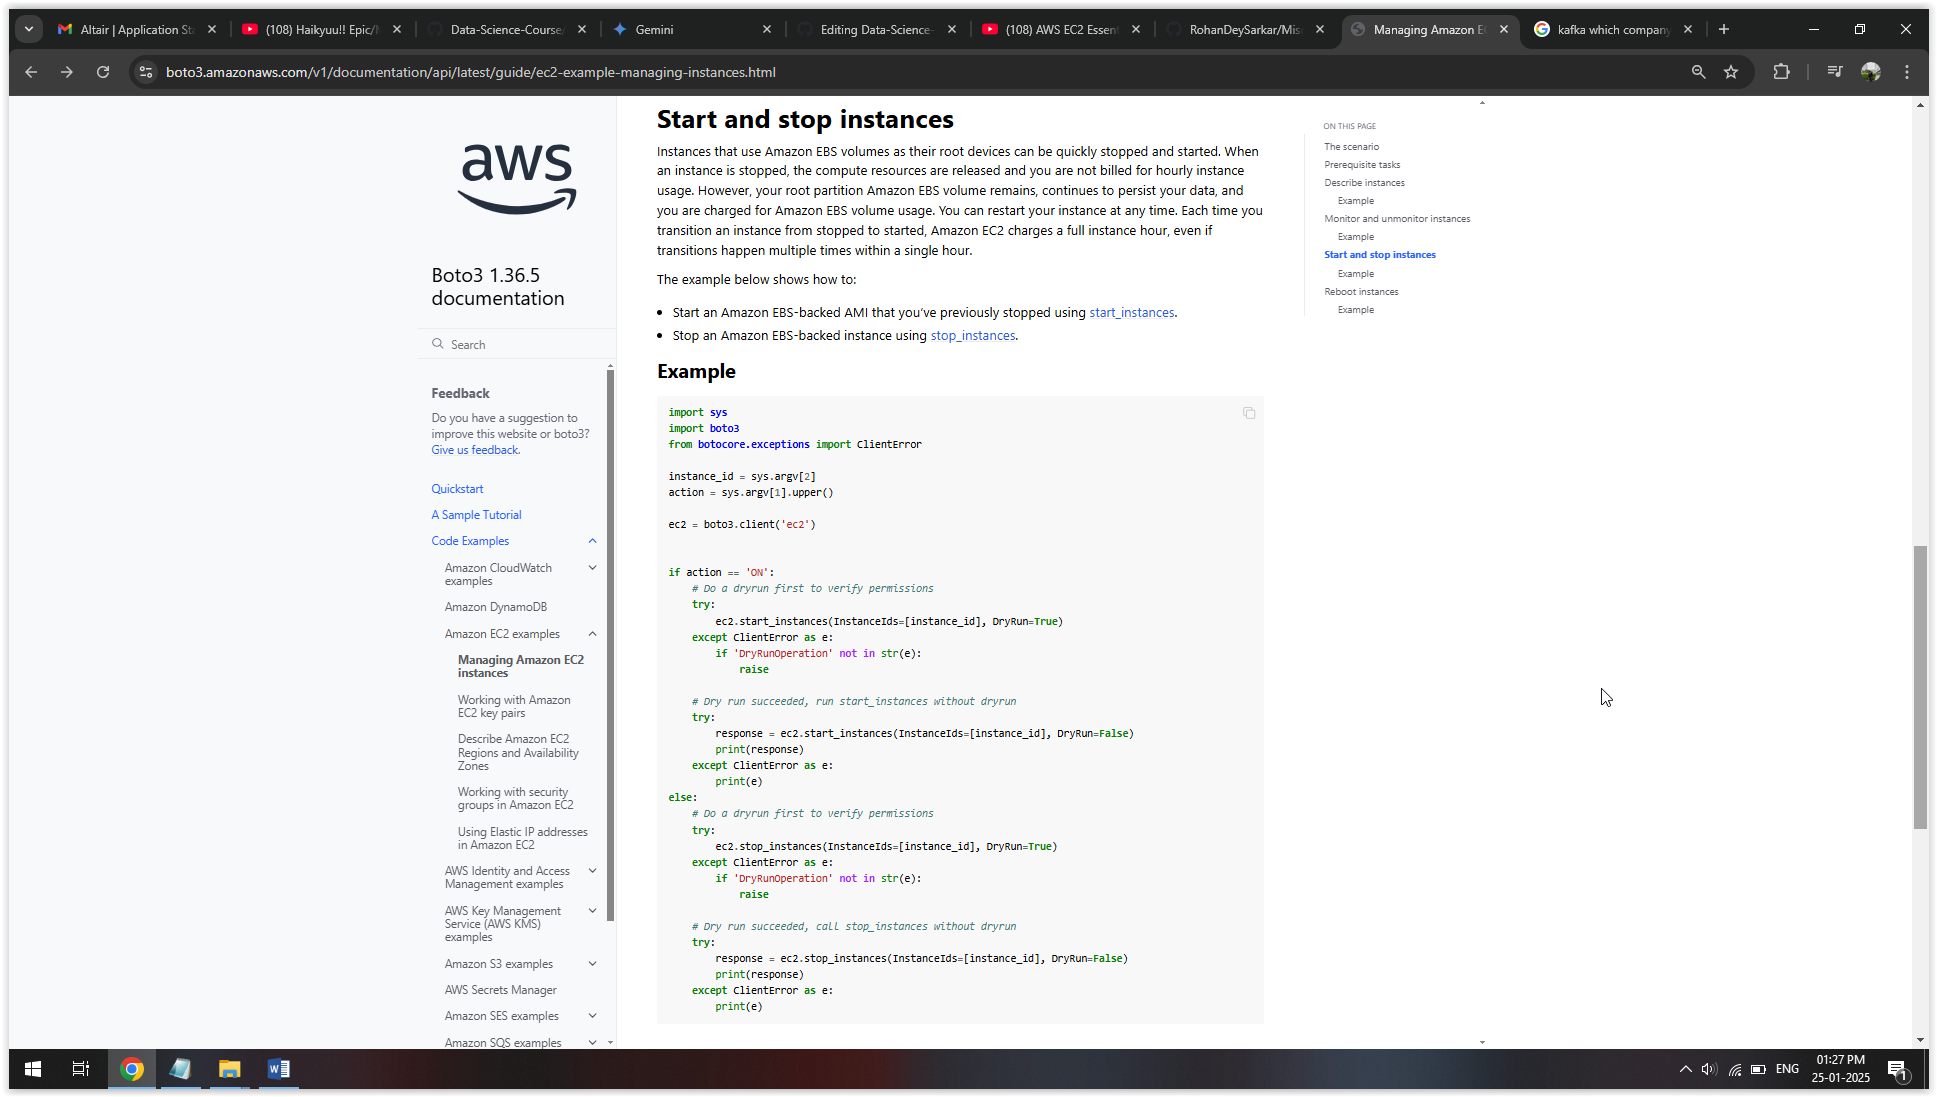 Altair | Application Sta
(108) Haikyuu!! Epic/M
Data-Science-Course/
Gemini
Editing Data-Science-
(108) AWS EC2 Essent
RohanDeySarkar/Mis
Managing Amazon EC
kafka which company
boto3.amazonaws.com/v1/documentation/api/latest/guide/ec2-example-managing-instances.html
aws
Boto3 1.36.5
documentation
Search
Feedback
Do you have a suggestion to
improve this website or boto3?
Give us feedback.
Quickstart
A Sample Tutorial
Code Examples
Amazon CloudWatch
examples
Amazon DynamoDB
Amazon EC2 examples
Managing Amazon EC2
instances
Working with Amazon
EC2 key pairs
Describe Amazon EC2
Regions and Availability
Zones
Working with security
groups in Amazon EC2
Using Elastic IP addresses
in Amazon EC2
AWS Identity and Access
Management examples
AWS Key Management
Service (AWS KMS)
examples
Amazon S3 examples
AWS Secrets Manager
Amazon SES examples
Amazon SQS examples
Start and stop instances
Instances that use Amazon EBS volumes as their root devices can be quickly stopped and started. When
an instance is stopped, the compute resources are released and you are not billed for hourly instance
usage. However, your root partition Amazon EBS volume remains, continues to persist your data, and
you are charged for Amazon EBS volume usage. You can restart your instance at any time. Each time you
transition an instance from stopped to started, Amazon EC2 charges a full instance hour, even if
transitions happen multiple times within a single hour.
The example below shows how to:
• Start an Amazon EBS-backed AMI that you've previously stopped using start_instances.
• Stop an Amazon EBS-backed instance using stop_instances.
Example
import sys
import boto3
from botocore.exceptions import ClientError
instance_id = sys.argv[2]
action = sys.argv[1].upper()
ec2 = boto3.client('ec2')
if action == 'ON':
    # Do a dryrun first to verify permissions
    try:
        ec2.start_instances(InstanceIds=[instance_id], DryRun=True)
    except ClientError as e:
        if 'DryRunOperation' not in str(e):
            raise
    # Dry run succeeded, run start_instances without dryrun
    try:
        response = ec2.start_instances(InstanceIds=[instance_id], DryRun=False)
        print(response)
    except ClientError as e:
        print(e)
else:
    # Do a dryrun first to verify permissions
    try:
        ec2.stop_instances(InstanceIds=[instance_id], DryRun=True)
    except ClientError as e:
        if 'DryRunOperation' not in str(e):
            raise
    # Dry run succeeded, call stop_instances without dryrun
    try:
        response = ec2.stop_instances(InstanceIds=[instance_id], DryRun=False)
        print(response)
    except ClientError as e:
        print(e)
ON THIS PAGE
The scenario
Prerequisite tasks
Describe instances
Example
Monitor and unmonitor instances
Example
Start and stop instances
Example
Reboot instances
Example
ENG
01:27 PM
25-01-2025
1